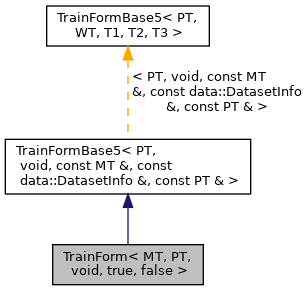 TrainFormBase5< PT,
WT, T1, T2, T3 >
< PT, void, const MT
&, const data::DatasetInfo
&, const PT & >
TrainFormBase5< PT,
void, const MT &, const
data::DatasetInfo &, const PT & >
TrainForm< MT, PT,
void, true, false >